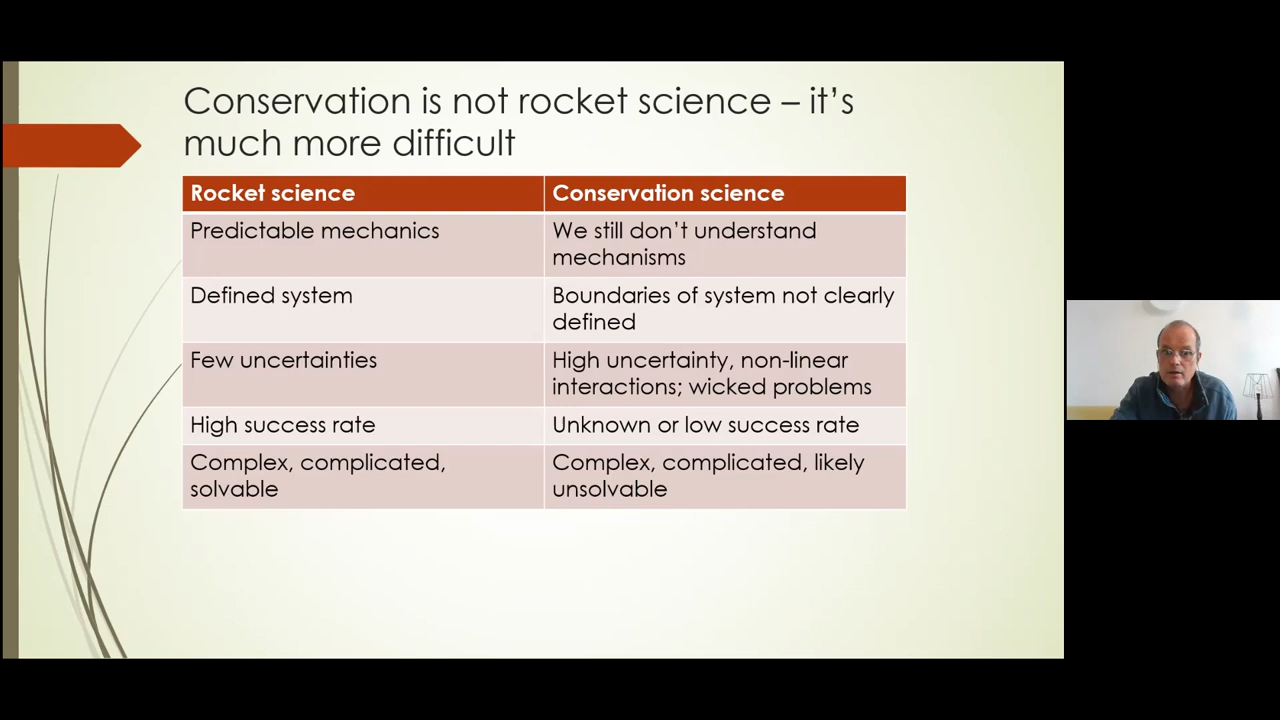 Conservation is not rocket science – it’s
much more difficult
Rocket science
Conservation science
Predictable mechanics
We still don’t understand
mechanisms
Defined system
Boundaries of system not clearly
defined
Few uncertainties
High uncertainty, non-linear
interactions; wicked problems
High success rate
Unknown or low success rate
Complex, complicated,
solvable
Complex, complicated, likely
unsolvable